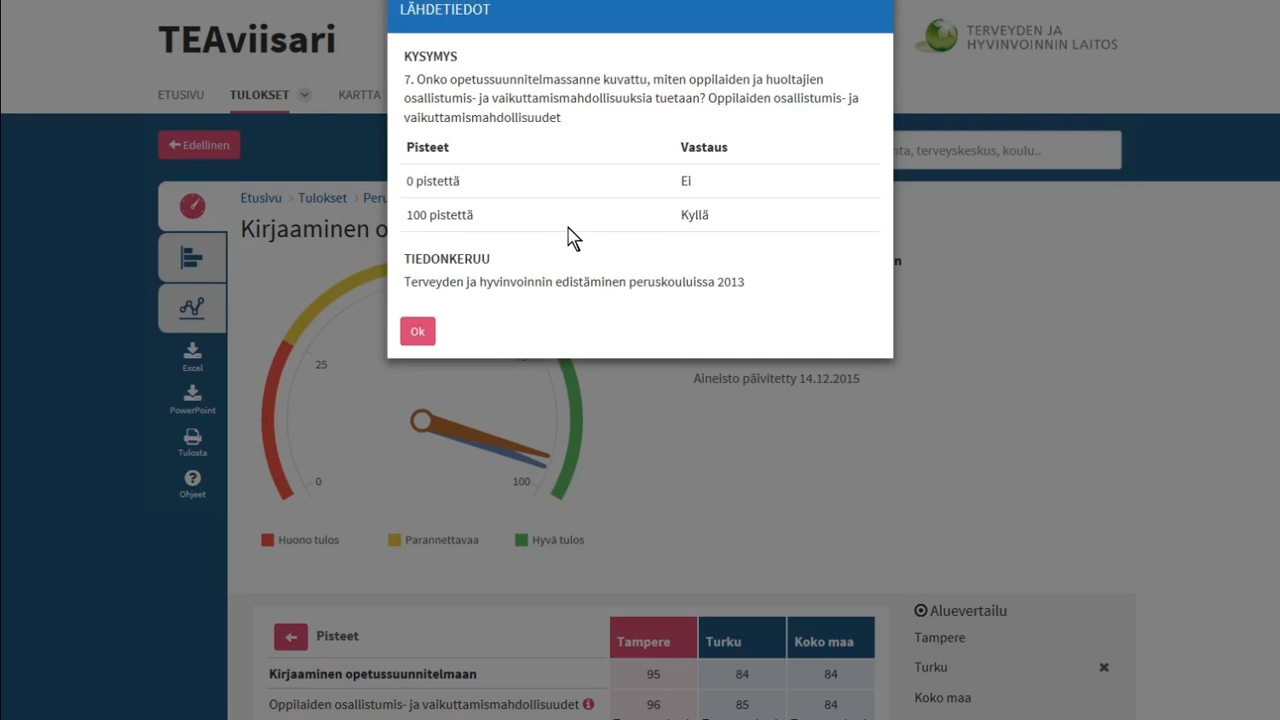 LÄHDETIEDOT
TEAviisari
TERVEYDEN JA
HYVINVOINNIN LAITOS
ETUSIVU TULOKSET KARTTA
KYSYMYS
7. Onko opetussuunnitelmassanne kuvattu, miten oppilaiden ja huoltajien
osallistumis- ja vaikuttamismahdollisuuksia tuetaan? Oppilaiden osallistumis- ja
vaikuttamismahdollisuudet
Pisteet Vastaus
0 pistettä Ei
100 pistettä Kyllä
TIEDONKERUU
Terveyden ja hyvinvoinnin edistäminen peruskouluissa 2013
Ok
Edellinen
terveyskeskus, koulu..
Etusivu Tulokset
Kirjaaminen
25
0
100
Aineisto päivitetty 14.12.2015
Excel
PowerPoint
Tulosta
Ohjeet
Huono tulos Parannettavaa Hyvä tulos
Pisteet Tampere Turku Koko maa
Kirjaaminen opetussuunnitelmaan 95 84 84
Oppilaiden osallistumis- ja vaikuttamismahdollisuudet 96 85 84
Aluevertailu
Tampere
Turku
Koko maa